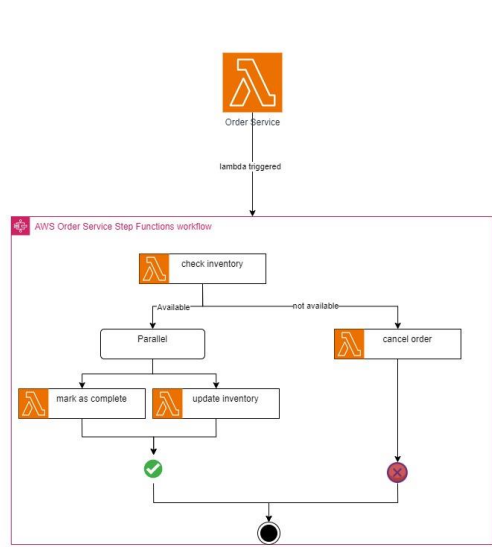 Order Service
lambda triggered
AWS Order Service Step Functions workflow
check inventory
Available
not available
Parallel
cancel order
mark as complete
update inventory